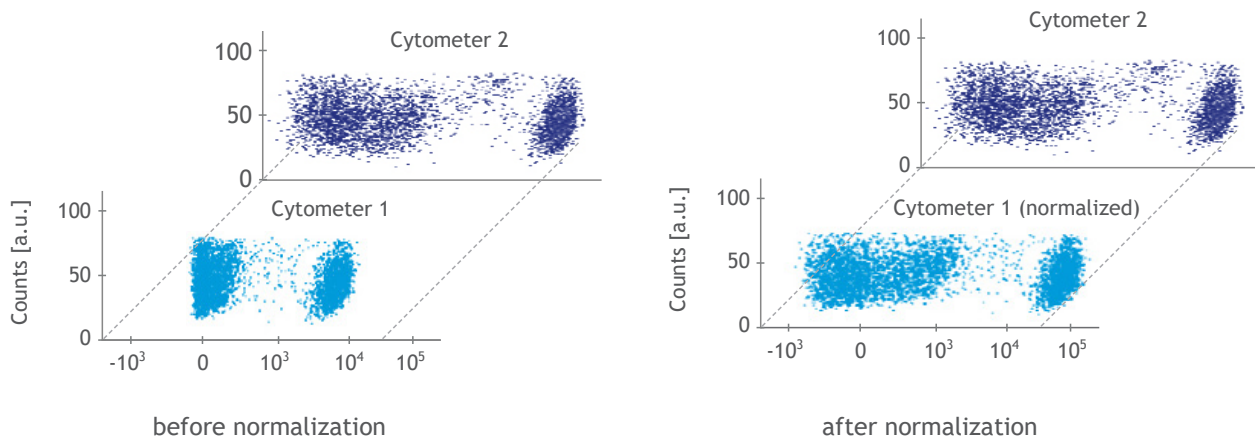 Cytometer 2
100
50
0
Cytometer 1
Counts [a.u.]
100
50
0
-10³ 0 10³ 10⁴ 10⁵
before normalization
Cytometer 2
100
50
0
Cytometer 1 (normalized)
Counts [a.u.]
100
50
0
-10³ 0 10³ 10⁴ 10⁵
after normalization